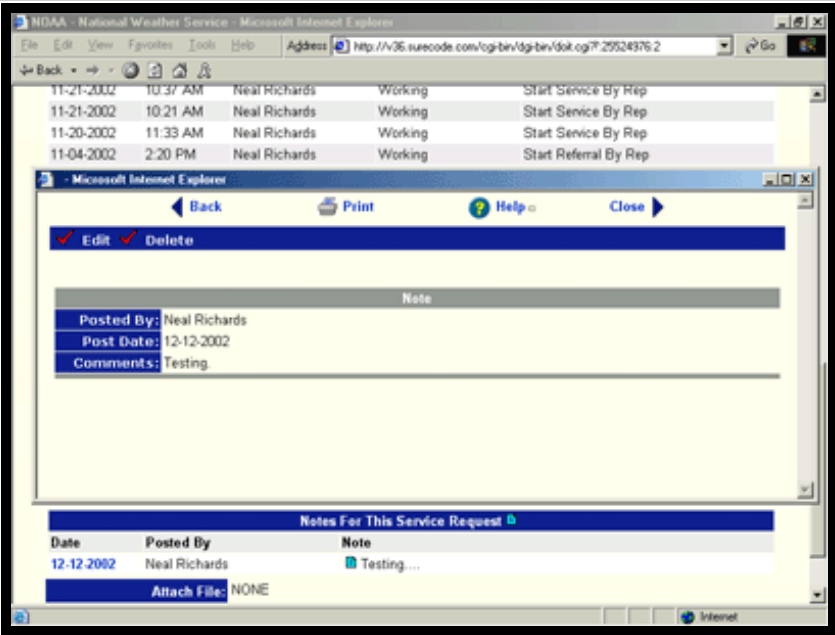 NOAA - National Weather Service - Microsoft Internet Explorer
File Edit View Favorites Tools Help Address http://v36.surecode.com/cgi-bin/dgi-bin/doit.cgi?F:25524976:2 Go
Back
11-21-2002 10:37 AM Neal Richards Working Start Service By Rep
11-21-2002 10:21 AM Neal Richards Working Start Service By Rep
11-20-2002 11:33 AM Neal Richards Working Start Service By Rep
11-04-2002 2:20 PM Neal Richards Working Start Referral By Rep
- Microsoft Internet Explorer
Back Print Help Close
Edit Delete
Note
Posted By: Neal Richards
Post Date: 12-12-2002
Comments: Testing.
Notes For This Service Request
Date Posted By Note
12-12-2002 Neal Richards Testing....
Attach File: NONE
Internet